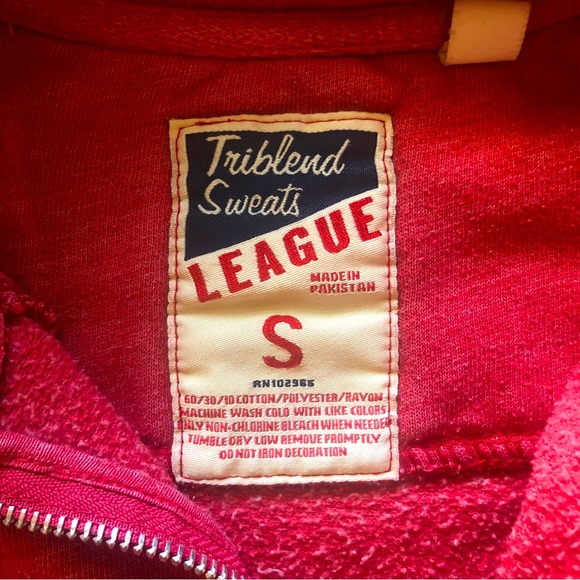 Triblend
Sweats
LEAGUE
MADE IN
PAKISTAN
S
RN102965
60/30/10 COTTON/POLYESTER/RAYON
MACHINE WASH COLD WITH LIKE COLORS
ONLY NON-CHLORINE BLEACH WHEN NEEDED
TUMBLE DRY LOW REMOVE PROMPTLY
DO NOT IRON DECORATION